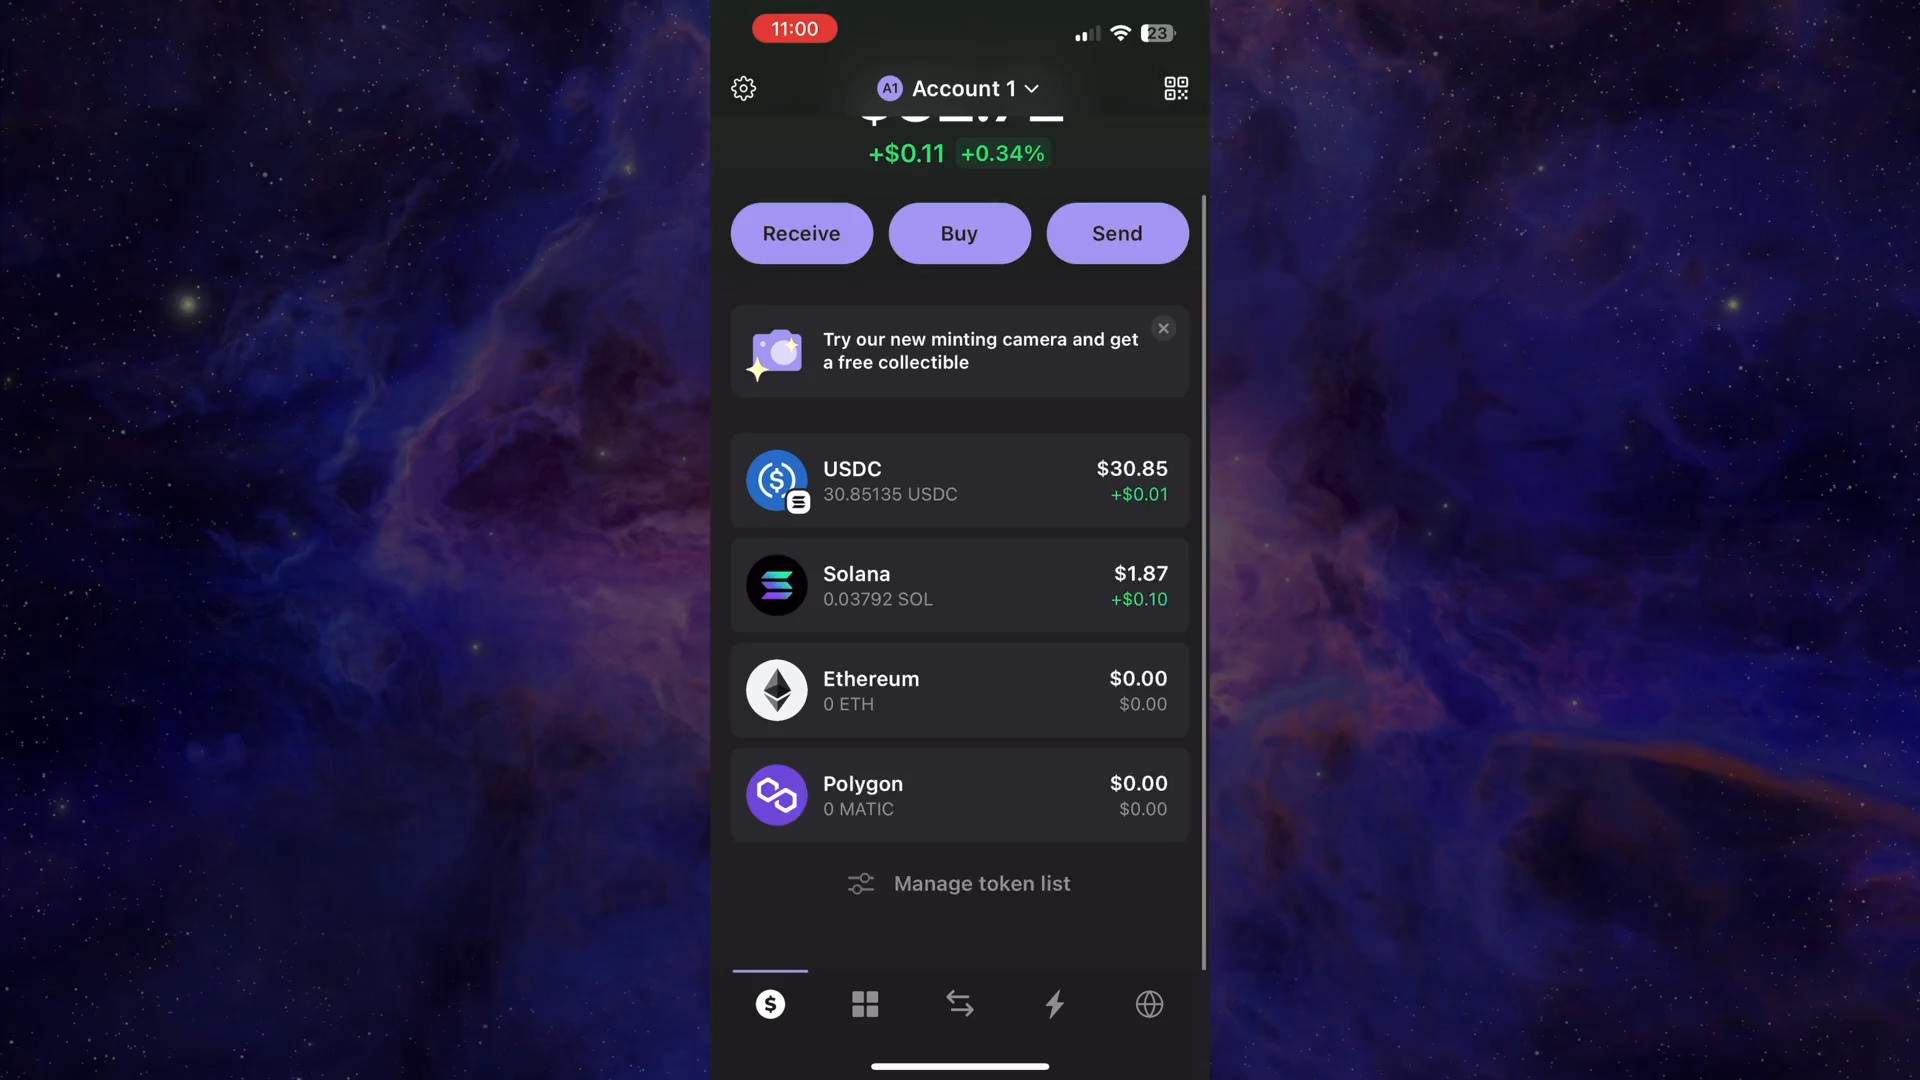 11:00
23
A1 Account 1
+$0.11 +0.34%
Receive
Buy
Send
Try our new minting camera and get
a free collectible
USDC
$30.85
30.85135 USDC
+$0.01
Solana
$1.87
0.03792 SOL
+$0.10
Ethereum
$0.00
0 ETH
$0.00
Polygon
$0.00
0 MATIC
$0.00
Manage token list